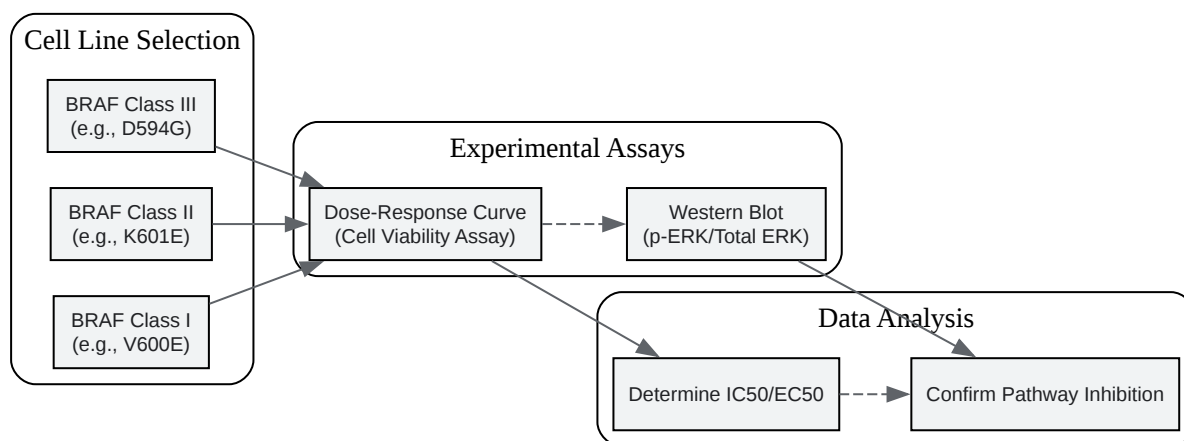 Cell Line Selection
BRAF Class III
(e.g., D594G)
BRAF Class II
(e.g., K601E)
BRAF Class I
(e.g., V600E)
Experimental Assays
Dose-Response Curve
(Cell Viability Assay)
Western Blot
(p-ERK/Total ERK)
Data Analysis
Determine IC50/EC50
Confirm Pathway Inhibition